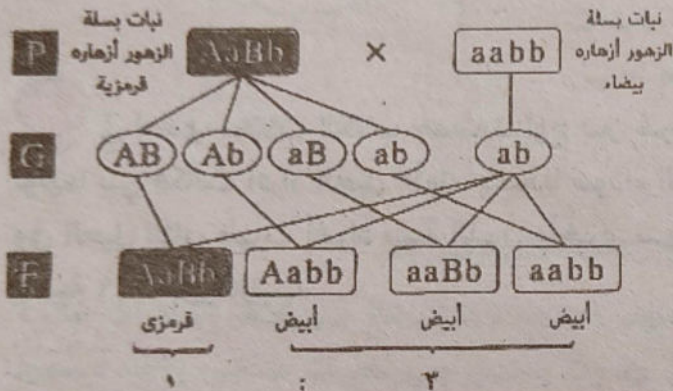 نبات بسلة الزهور أزهاره قرمزية
نبات بسلة الزهور أزهاره بيضاء
P AaBb × aabb
G AB Ab aB ab ab
F AaBb Aabb aaBb aabb
قرمزى أبيض أبيض أبيض
١ : ٣